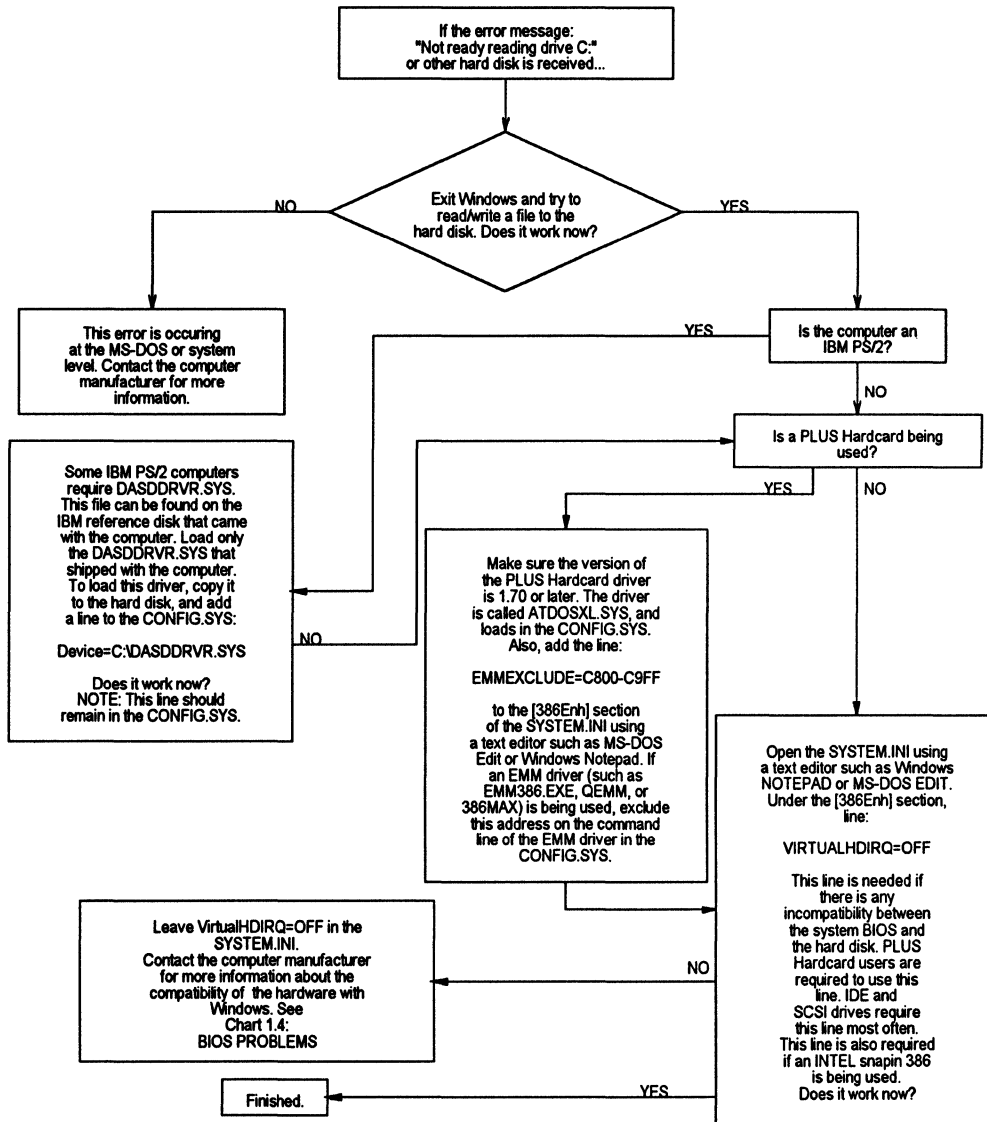 If the error message:
"Not ready reading drive C:"
or other hard disk is received...
Exit Windows and try to
read/write a file to the
hard disk. Does it work now?
NO
YES
This error is occuring
at the MS-DOS or system
level. Contact the computer
manufacturer for more
information.
YES
Is the computer an
IBM PS/2?
NO
Is a PLUS Hardcard being
used?
YES
NO
Some IBM PS/2 computers
require DASDDRVR.SYS.
This file can be found on the
IBM reference disk that came
with the computer. Load only
the DASDDRVR.SYS that
shipped with the computer.
To load this driver, copy it
to the hard disk, and add
a line to the CONFIG.SYS:
Device=C:\DASDDRVR.SYS
Does it work now?
NOTE: This line should
remain in the CONFIG.SYS.
NO
Make sure the version of
the PLUS Hardcard driver
is 1.70 or later. The driver
is called ATDOSXL.SYS, and
loads in the CONFIG.SYS.
Also, add the line:
EMMEXCLUDE=C800-C9FF
to the [386Enh] section
of the SYSTEM.INI using
a text editor such as MS-DOS
Edit or Windows Notepad. If
an EMM driver (such as
EMM386.EXE, QEMM, or
386MAX) is being used, exclude
this address on the command
line of the EMM driver in the
CONFIG.SYS.
Open the SYSTEM.INI using
a text editor such as Windows
NOTEPAD or MS-DOS EDIT.
Under the [386Enh] section,
line:
VIRTUALHDIRQ=OFF
This line is needed if
there is any
incompatibility between
the system BIOS and
the hard disk. PLUS
Hardcard users are
required to use this
line. IDE and
SCSI drives require
this line most often.
This line is also required
if an INTEL snapin 386
is being used.
Does it work now?
NO
Leave VirtualHDIRQ=OFF in the
SYSTEM.INI.
Contact the computer manufacturer
for more information about the
compatibility of the hardware with
Windows. See
Chart 1.4:
BIOS PROBLEMS
YES
Finished.